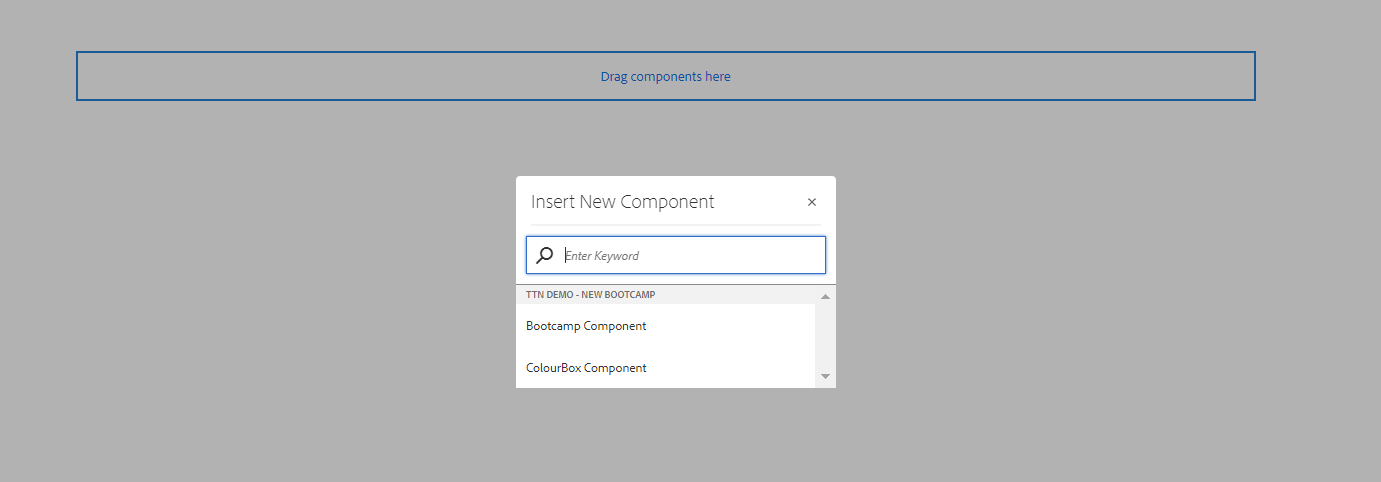 Drag components here
Insert New Component
Enter Keyword
TTN DEMO - NEW BOOTCAMP
Bootcamp Component
ColourBox Component